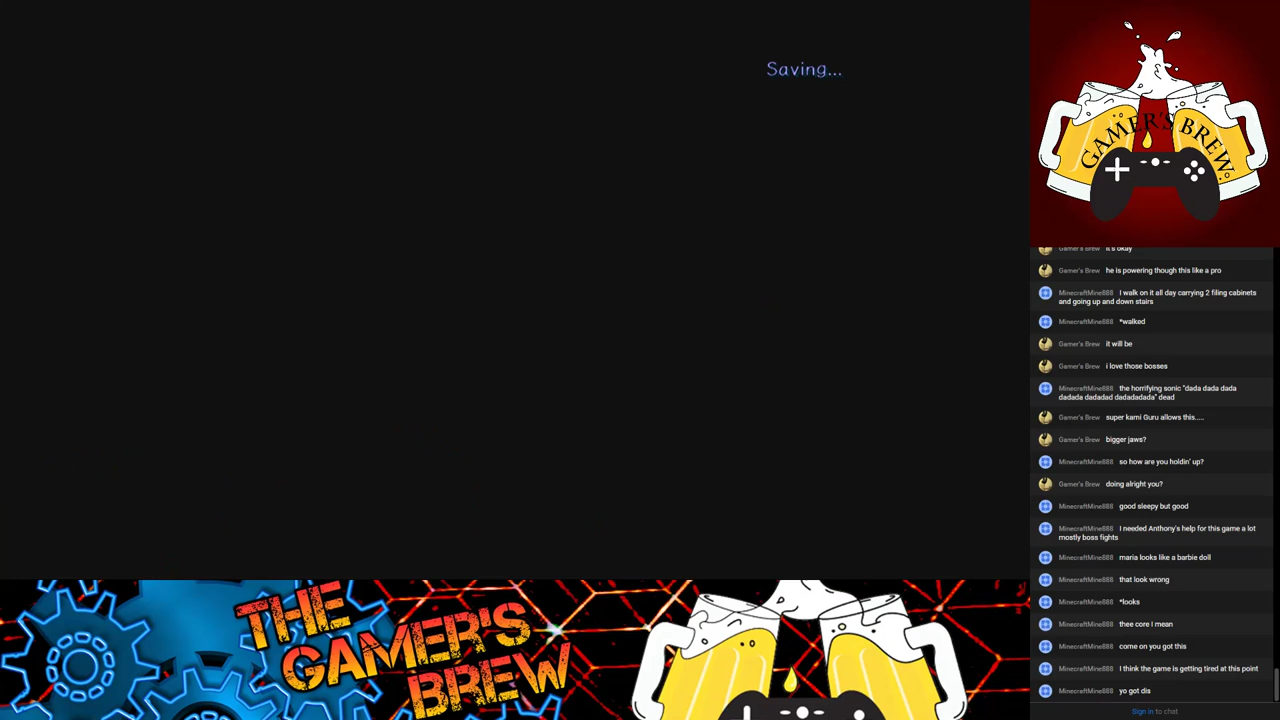 Saving...
GAMER'S BREW
Gamer's Brew it's okay
Gamer's Brew he is powering though this like a pro
MinecraftMine888 I walk on it all day carrying 2 filing cabinets
and going up and down stairs
MinecraftMine888 *walked
Gamer's Brew it will be
Gamer's Brew i love those bosses
MinecraftMine888 the horrifying sonic "dada dada dada
dadada dadadad dadadadada" dead
Gamer's Brew super kami Guru allows this.....
Gamer's Brew bigger jaws?
MinecraftMine888 so how are you holdin' up?
Gamer's Brew doing alright you?
MinecraftMine888 good sleepy but good
MinecraftMine888 I needed Anthony's help for this game a lot
mostly boss fights
MinecraftMine888 maria looks like a barbie doll
MinecraftMine888 that look wrong
MinecraftMine888 *looks
MinecraftMine888 thee core I mean
MinecraftMine888 come on you got this
MinecraftMine888 I think the game is getting tired at this point
MinecraftMine888 yo got dis
Sign in to chat
THE
GAMER'S
BREW